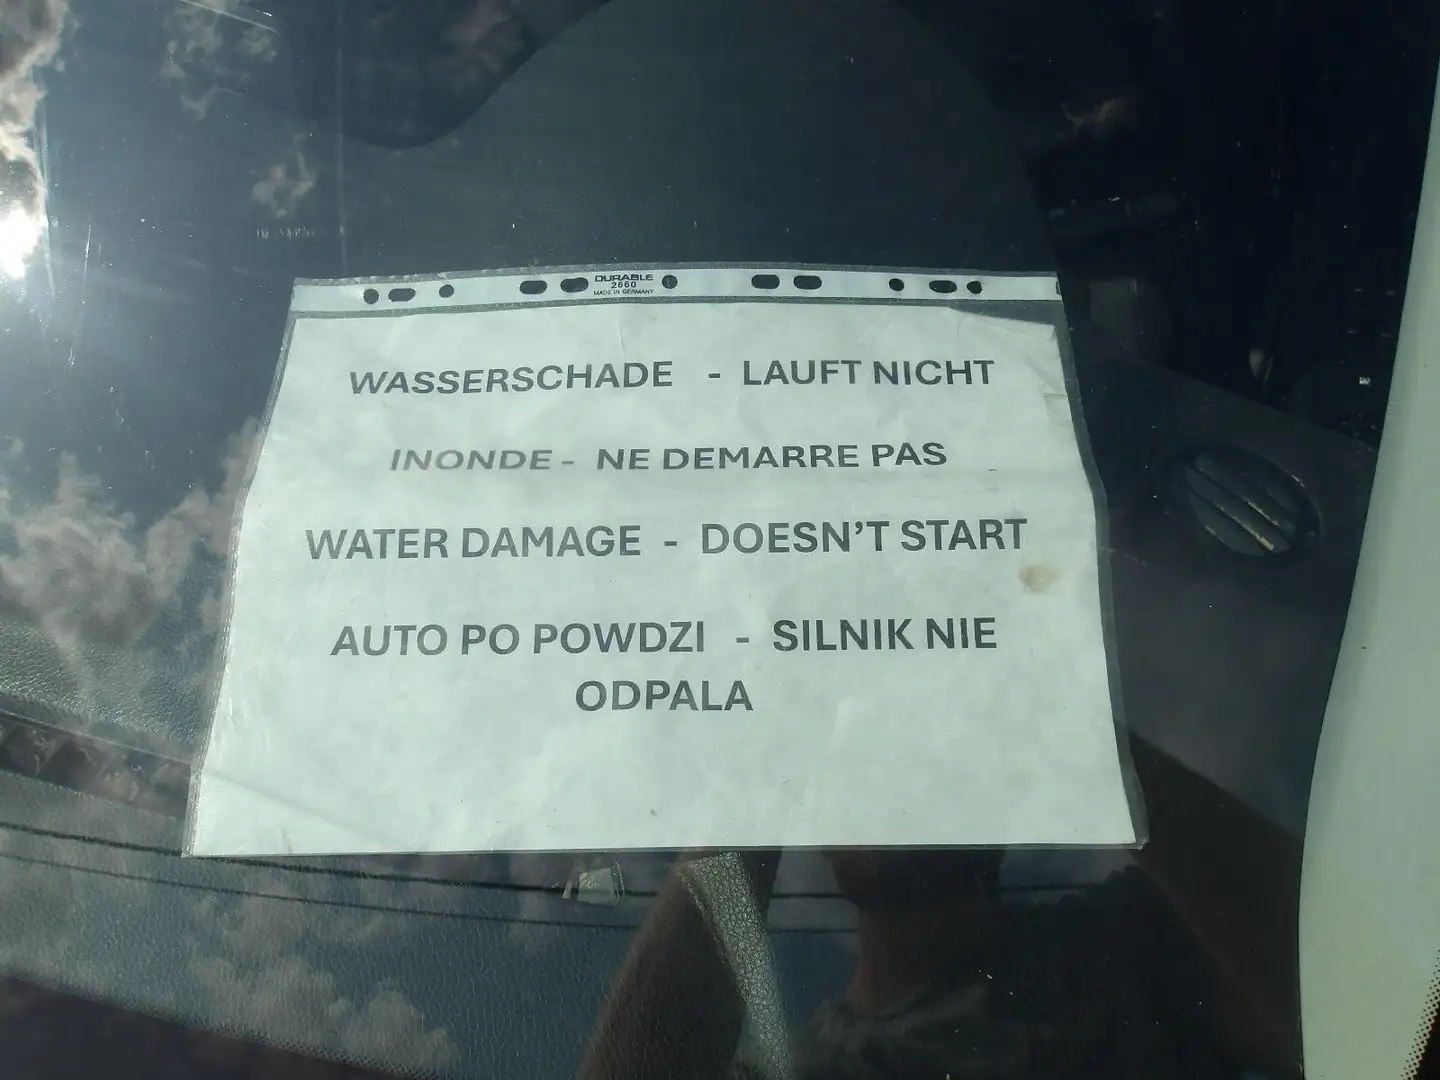 DURABLE
2660
MADE IN GERMANY
WASSERSCHADE - LAUFT NICHT
INONDE - NE DEMARRE PAS
WATER DAMAGE - DOESN'T START
AUTO PO POWDZI - SILNIK NIE
ODPALA